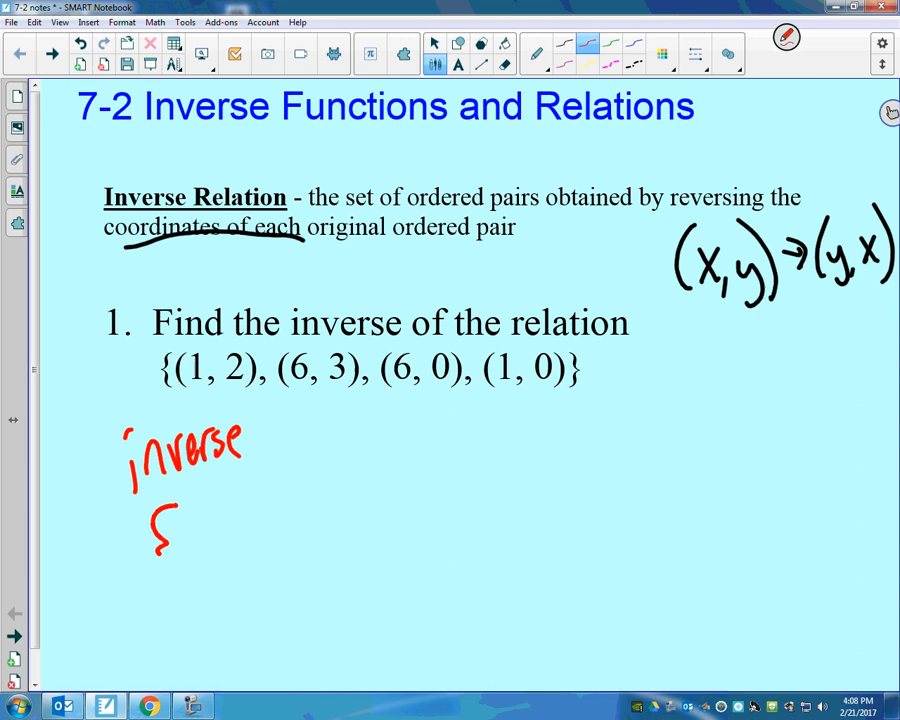 7-2 notes * - SMART Notebook
File Edit View Insert Format Math Tools Add-ons Account Help
7-2 Inverse Functions and Relations
Inverse Relation - the set of ordered pairs obtained by reversing the
coordinates of each original ordered pair
(x,y)→(y,x)
1. Find the inverse of the relation
{(1, 2), (6, 3), (6, 0), (1, 0)}
inverse
{
4:08 PM
2/21/2017